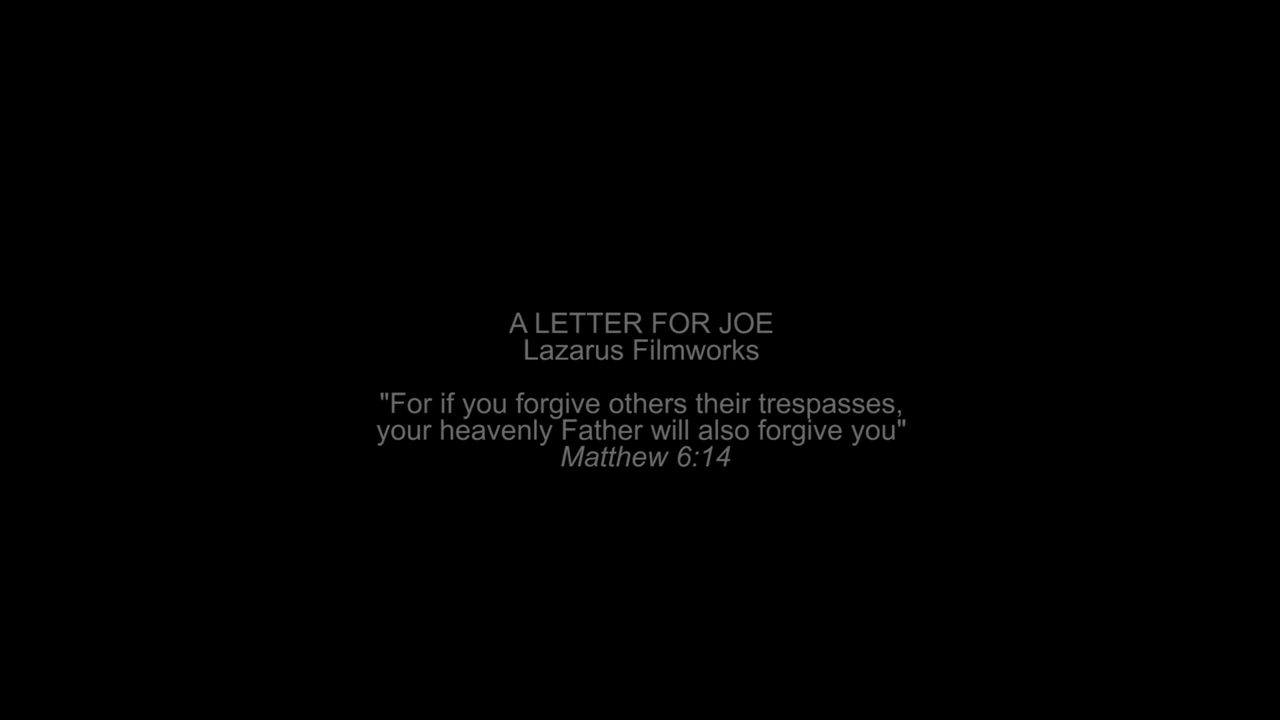 A LETTER FOR JOE
Lazarus Filmworks
"For if you forgive others their trespasses,
your heavenly Father will also forgive you"
Matthew 6:14